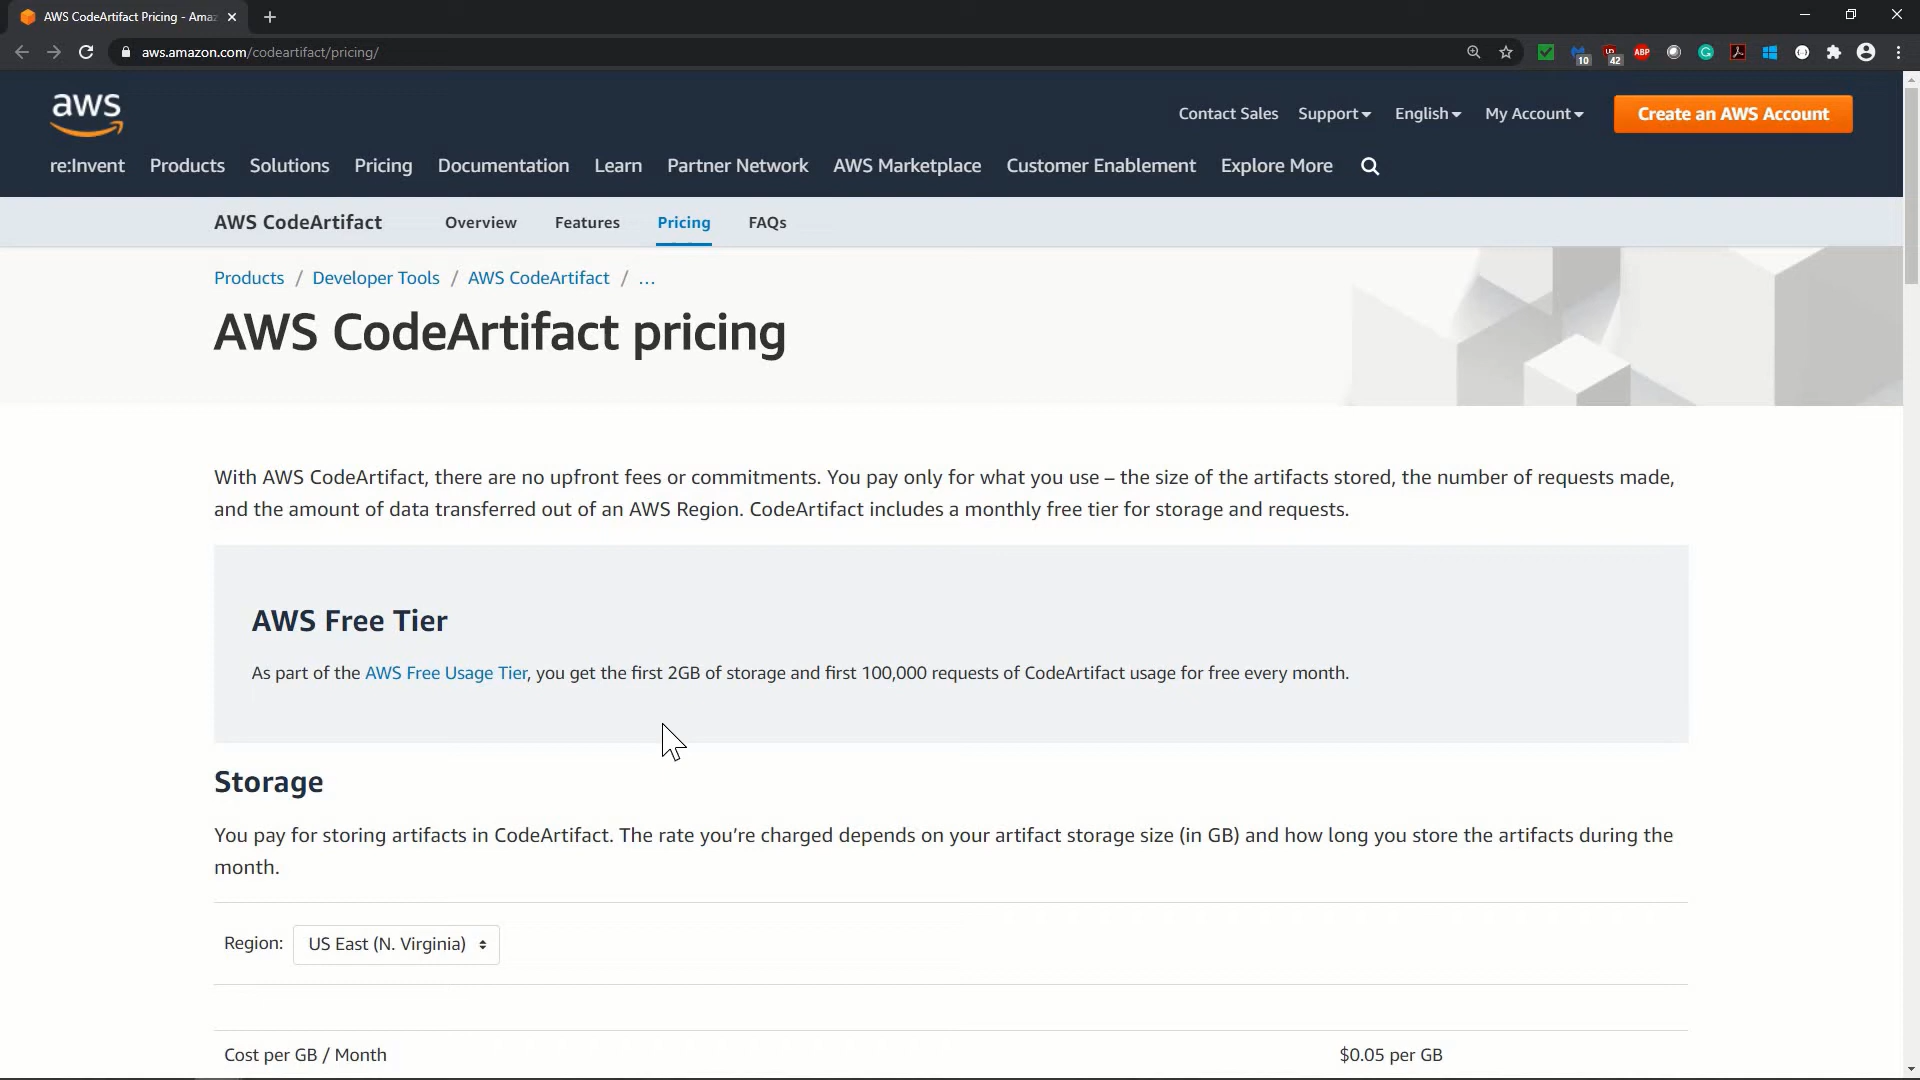 AWS CodeArtifact Pricing - Amaz
aws.amazon.com/codeartifact/pricing/
10
42
ABP
aws
Contact Sales Support English My Account Create an AWS Account
re:Invent Products Solutions Pricing Documentation Learn Partner Network AWS Marketplace Customer Enablement Explore More
AWS CodeArtifact Overview Features Pricing FAQs
Products / Developer Tools / AWS CodeArtifact / ...
AWS CodeArtifact pricing
With AWS CodeArtifact, there are no upfront fees or commitments. You pay only for what you use – the size of the artifacts stored, the number of requests made,
and the amount of data transferred out of an AWS Region. CodeArtifact includes a monthly free tier for storage and requests.
AWS Free Tier
As part of the AWS Free Usage Tier, you get the first 2GB of storage and first 100,000 requests of CodeArtifact usage for free every month.
Storage
You pay for storing artifacts in CodeArtifact. The rate you’re charged depends on your artifact storage size (in GB) and how long you store the artifacts during the
month.
Region: US East (N. Virginia)
Cost per GB / Month $0.05 per GB